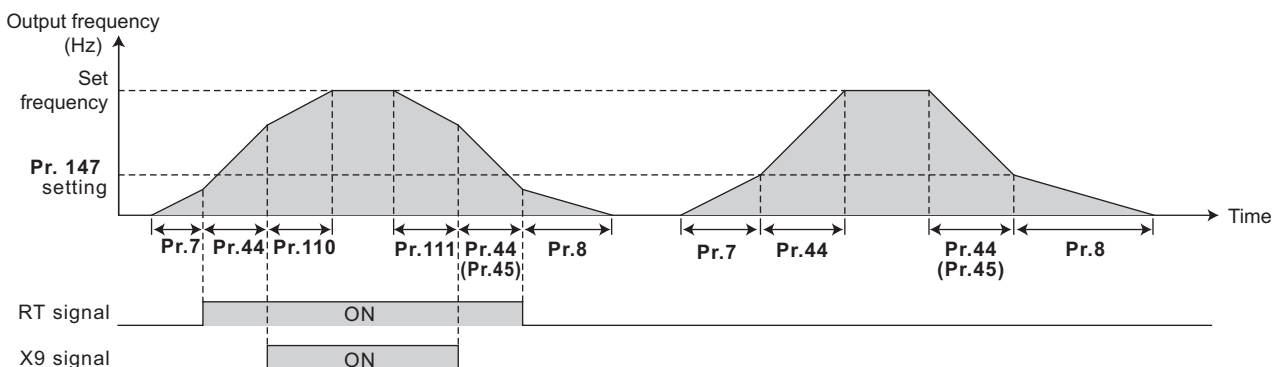 Output frequency
(Hz)
Set
frequency
Pr. 147
setting
Time
Pr.7 Pr.44 Pr.110 Pr.111 Pr.44 Pr.8 Pr.7 Pr.44 Pr.44 Pr.8
(Pr.45) (Pr.45)
RT signal ON
X9 signal ON